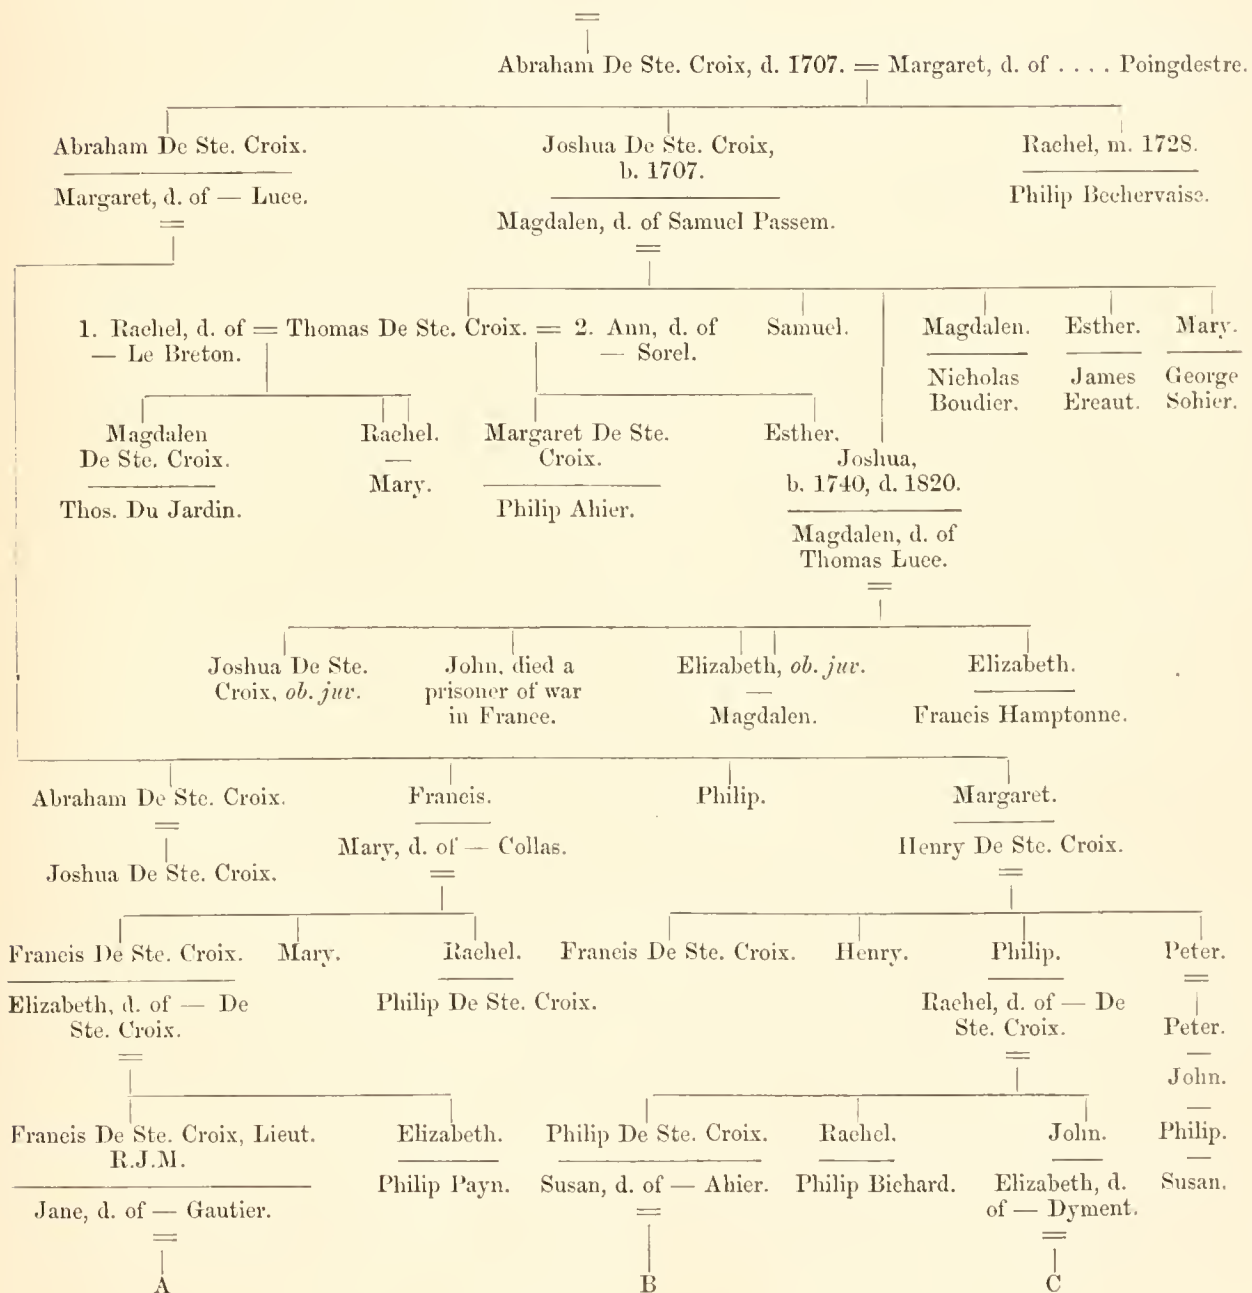 =
Abraham De Ste. Croix, d. 1707. = Margaret, d. of . . . . Poingdestre.
Abraham De Ste. Croix. Joshua De Ste. Croix, Rachel, m. 1728.
b. 1707.
Margaret, d. of — Luce. Philip Bechervaise.
= Magdalen, d. of Samuel Passem.
=
1. Rachel, d. of = Thomas De Ste. Croix. = 2. Ann, d. of Samuel. Magdalen. Esther. Mary.
— Le Breton. — Sorel.
Nicholas James George
Boudier. Ereaut. Sohier.
Magdalen Rachel. Margaret De Ste. Esther.
De Ste. Croix. — Croix. Joshua,
Mary. b. 1740, d. 1820.
Thos. Du Jardin. Philip Ahier.
Magdalen, d. of
Thomas Luce.
=
Joshua De Ste. John, died a Elizabeth, ob. juv. Elizabeth.
Croix, ob. juv. prisoner of war —
in France. Magdalen. Francis Hamptonne.
Abraham De Ste. Croix. Francis. Philip. Margaret.
=
Mary, d. of — Collas. Henry De Ste. Croix.
Joshua De Ste. Croix. = =
Francis De Ste. Croix. Mary. Rachel. Francis De Ste. Croix. Henry. Philip. Peter.
=
Elizabeth, d. of — De Philip De Ste. Croix. Rachel, d. of — De
Ste. Croix. Ste. Croix. Peter.
= = —
John.
—
Francis De Ste. Croix, Lieut. Elizabeth. Philip De Ste. Croix. Rachel. John. Philip.
R.J.M. —
Philip Payn. Susan, d. of — Ahier. Philip Bichard. Elizabeth, d. Susan.
Jane, d. of — Gautier. = of — Dyment.
= =
A B C